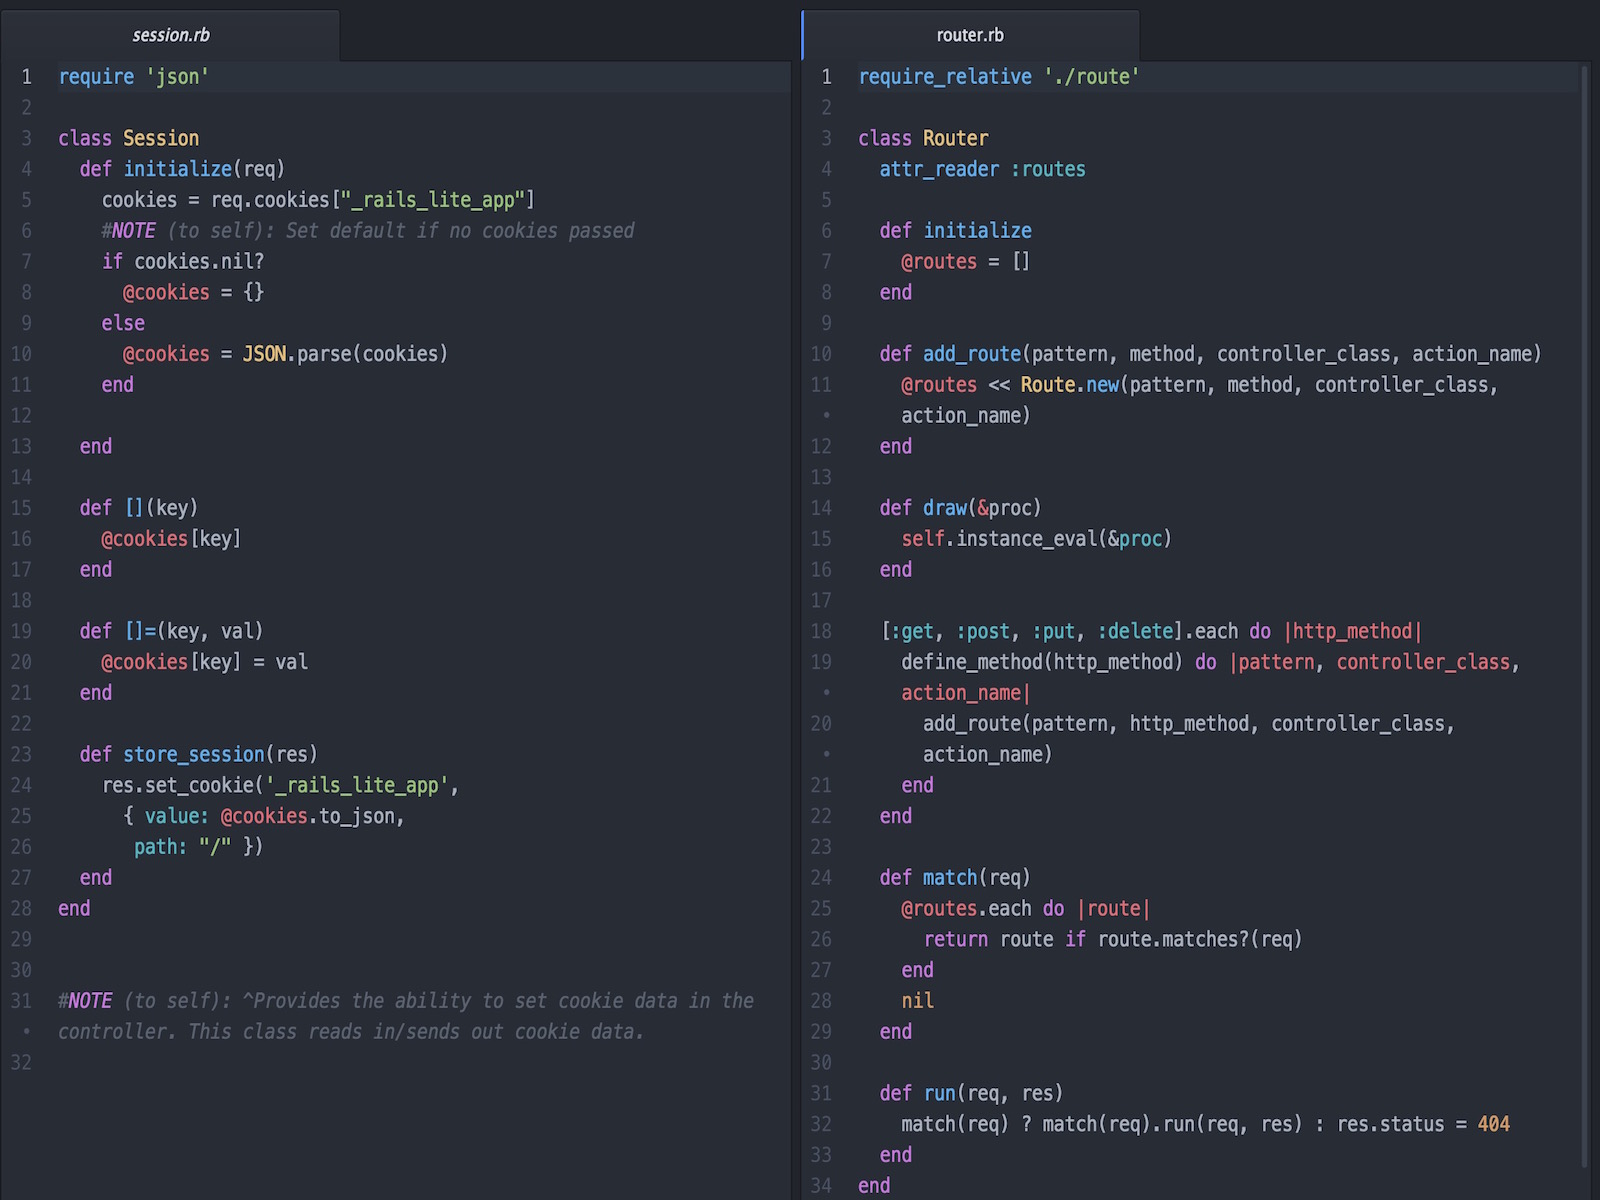 session.rb
1 require 'json'
2
3 class Session
4   def initialize(req)
5     cookies = req.cookies["_rails_lite_app"]
6     #NOTE (to self): Set default if no cookies passed
7     if cookies.nil?
8       @cookies = {}
9     else
10       @cookies = JSON.parse(cookies)
11     end
12
13   end
14
15   def [](key)
16     @cookies[key]
17   end
18
19   def []=(key, val)
20     @cookies[key] = val
21   end
22
23   def store_session(res)
24     res.set_cookie('_rails_lite_app',
25       { value: @cookies.to_json,
26        path: "/" })
27   end
28 end
29
30
31 #NOTE (to self): ^Provides the ability to set cookie data in the
• controller. This class reads in/sends out cookie data.
32
router.rb
1 require_relative './route'
2
3 class Router
4   attr_reader :routes
5
6   def initialize
7     @routes = []
8   end
9
10   def add_route(pattern, method, controller_class, action_name)
11     @routes << Route.new(pattern, method, controller_class,
•     action_name)
12   end
13
14   def draw(&proc)
15     self.instance_eval(&proc)
16   end
17
18   [:get, :post, :put, :delete].each do |http_method|
19     define_method(http_method) do |pattern, controller_class,
•     action_name|
20       add_route(pattern, http_method, controller_class,
•       action_name)
21     end
22   end
23
24   def match(req)
25     @routes.each do |route|
26       return route if route.matches?(req)
27     end
28     nil
29   end
30
31   def run(req, res)
32     match(req) ? match(req).run(req, res) : res.status = 404
33   end
34 end